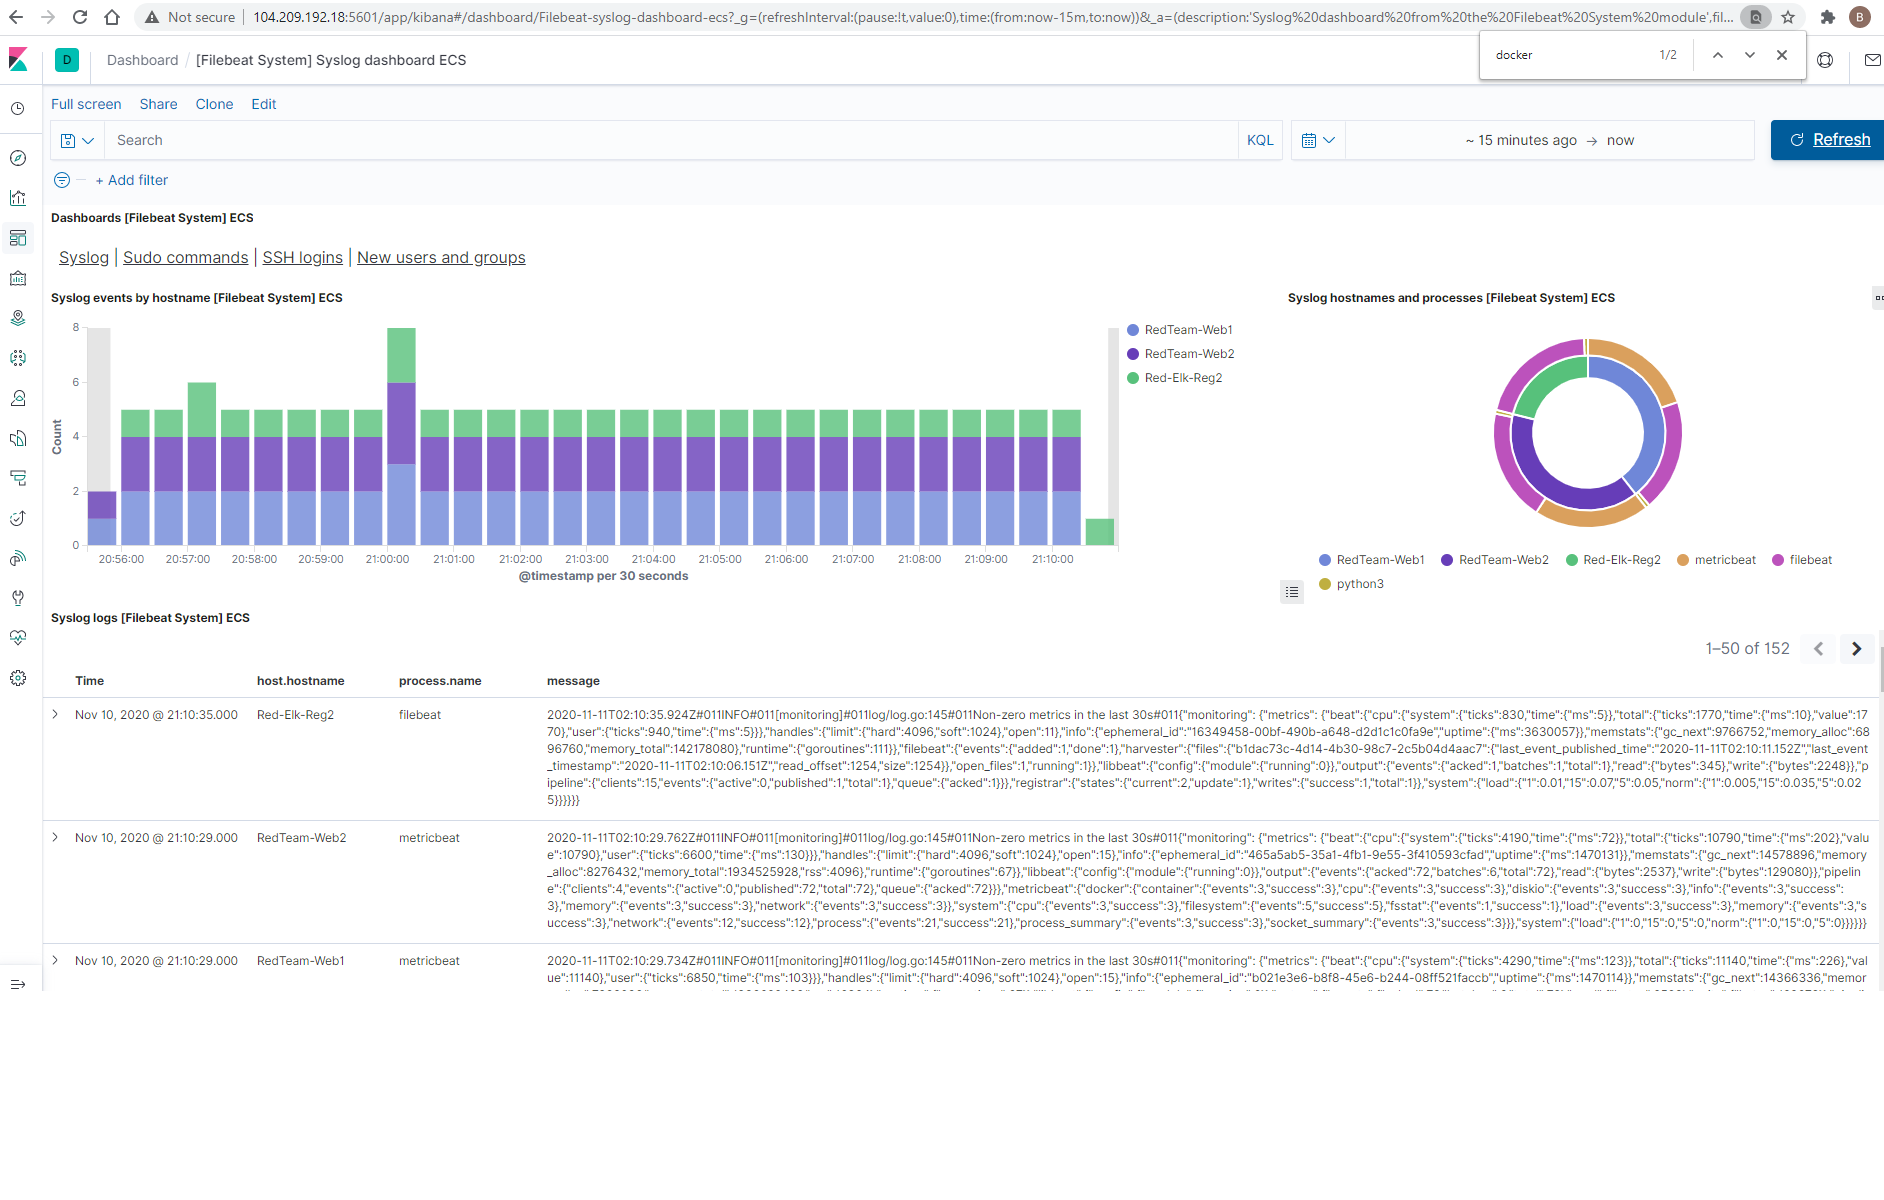 Not secure | 104.209.192.18:5601/app/kibana#/dashboard/Filebeat-syslog-dashboard-ecs?_g=(refreshInterval:(pause:!t,value:0),time:(from:now-15m,to:now))&_a=(description:'Syslog%20dashboard%20from%20the%20Filebeat%20System%20module',fil... B
docker 1/2
D Dashboard / [Filebeat System] Syslog dashboard ECS
Full screen Share Clone Edit
Search KQL ~ 15 minutes ago → now Refresh
+ Add filter
Dashboards [Filebeat System] ECS
Syslog | Sudo commands | SSH logins | New users and groups
Syslog events by hostname [Filebeat System] ECS
8
6
4
2
0
Count
20:56:00 20:57:00 20:58:00 20:59:00 21:00:00 21:01:00 21:02:00 21:03:00 21:04:00 21:05:00 21:06:00 21:07:00 21:08:00 21:09:00 21:10:00
@timestamp per 30 seconds
RedTeam-Web1
RedTeam-Web2
Red-Elk-Reg2
Syslog hostnames and processes [Filebeat System] ECS
RedTeam-Web1 RedTeam-Web2 Red-Elk-Reg2 metricbeat filebeat
python3
Syslog logs [Filebeat System] ECS
1–50 of 152
Time host.hostname process.name message
Nov 10, 2020 @ 21:10:35.000 Red-Elk-Reg2 filebeat 2020-11-11T02:10:35.924Z#011INFO#011[monitoring]#011log/log.go:145#011Non-zero metrics in the last 30s#011{"monitoring": {"metrics": {"beat":{"cpu":{"system":{"ticks":830,"time":{"ms":5}},"total":{"ticks":1770,"time":{"ms":10},"value":177
0},"user":{"ticks":940,"time":{"ms":5}}},"handles":{"limit":{"hard":4096,"soft":1024},"open":11},"info":{"ephemeral_id":"16349458-00bf-490b-a648-d2d1c1c0fa9e","uptime":{"ms":3630057}},"memstats":{"gc_next":9766752,"memory_alloc":68
96760,"memory_total":142178080},"runtime":{"goroutines":111}},"filebeat":{"events":{"added":1,"done":1},"harvester":{"files":{"b1dac73c-4d14-4b30-98c7-2c5b04d4aac7":{"last_event_published_time":"2020-11-11T02:10:11.152Z","last_event
_timestamp":"2020-11-11T02:10:06.151Z","read_offset":1254,"size":1254}},"open_files":1,"running":1}},"libbeat":{"config":{"module":{"running":0}},"output":{"events":{"acked":1,"batches":1,"total":1},"read":{"bytes":345},"write":{"bytes":2248}},"p
ipeline":{"clients":15,"events":{"active":0,"published":1,"total":1},"queue":{"acked":1}}},"registrar":{"states":{"current":2,"update":1},"writes":{"success":1,"total":1}},"system":{"load":{"1":0.01,"15":0.07,"5":0.05,"norm":{"1":0.005,"15":0.035,"5":0.02
5}}}}}}
Nov 10, 2020 @ 21:10:29.000 RedTeam-Web2 metricbeat 2020-11-11T02:10:29.762Z#011INFO#011[monitoring]#011log/log.go:145#011Non-zero metrics in the last 30s#011{"monitoring": {"metrics": {"beat":{"cpu":{"system":{"ticks":4190,"time":{"ms":72}},"total":{"ticks":10790,"time":{"ms":202},"valu
e":10790},"user":{"ticks":6600,"time":{"ms":130}}},"handles":{"limit":{"hard":4096,"soft":1024},"open":15},"info":{"ephemeral_id":"465a5ab5-35a1-4fb1-9e55-3f410593cfad","uptime":{"ms":1470131}},"memstats":{"gc_next":14578896,"memory
_alloc":8276432,"memory_total":1934525928,"rss":4096},"runtime":{"goroutines":67}},"libbeat":{"config":{"module":{"running":0}},"output":{"events":{"acked":72,"batches":6,"total":72},"read":{"bytes":2537},"write":{"bytes":129080}},"pipelin
e":{"clients":4,"events":{"active":0,"published":72,"total":72},"queue":{"acked":72}}},"metricbeat":{"docker":{"container":{"events":3,"success":3},"cpu":{"events":3,"success":3},"diskio":{"events":3,"success":3},"info":{"events":3,"success":
3},"memory":{"events":3,"success":3},"network":{"events":3,"success":3}},"system":{"cpu":{"events":3,"success":3},"filesystem":{"events":5,"success":5},"fsstat":{"events":1,"success":1},"load":{"events":3,"success":3},"memory":{"events":3,"s
uccess":3},"network":{"events":12,"success":12},"process":{"events":21,"success":21},"process_summary":{"events":3,"success":3},"socket_summary":{"events":3,"success":3}}},"system":{"load":{"1":0,"15":0,"5":0,"norm":{"1":0,"15":0,"5":0}}}}}}
Nov 10, 2020 @ 21:10:29.000 RedTeam-Web1 metricbeat 2020-11-11T02:10:29.734Z#011INFO#011[monitoring]#011log/log.go:145#011Non-zero metrics in the last 30s#011{"monitoring": {"metrics": {"beat":{"cpu":{"system":{"ticks":4290,"time":{"ms":123}},"total":{"ticks":11140,"time":{"ms":226},"val
ue":11140},"user":{"ticks":6850,"time":{"ms":103}}},"handles":{"limit":{"hard":4096,"soft":1024},"open":15},"info":{"ephemeral_id":"b021e3e6-b8f8-45e6-b244-08ff521faccb","uptime":{"ms":1470114}},"memstats":{"gc_next":14366336,"memor